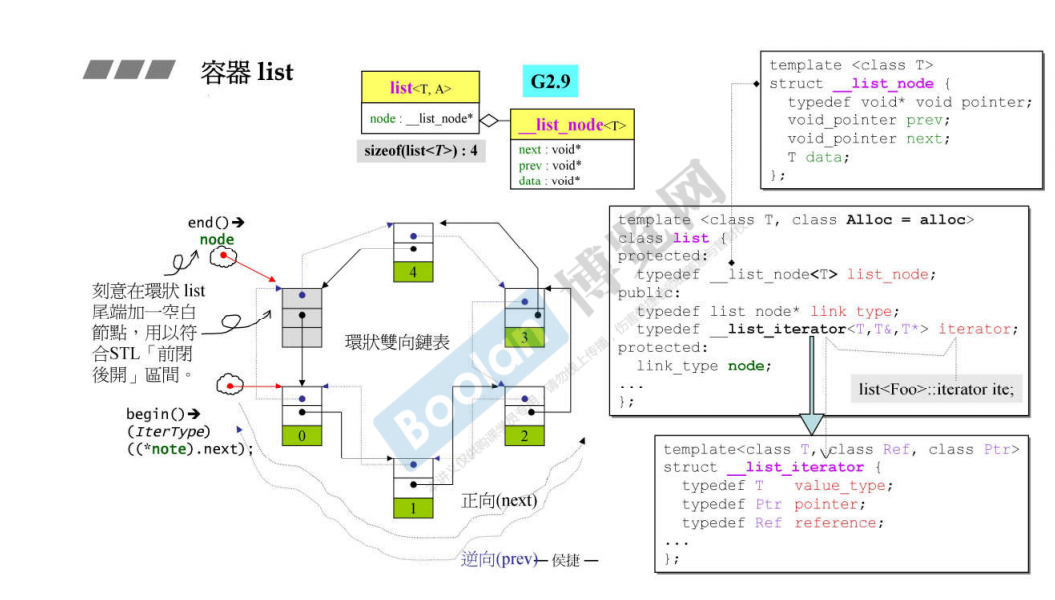 容器 list
G2.9
list<T, A>
node : __list_node*
sizeof(list<T>) : 4
__list_node<T>
next : void*
prev : void*
data : void*
template <class T>
struct __list_node {
typedef void* void pointer;
void_pointer prev;
void_pointer next;
T data;
};
template <class T, class Alloc = alloc>
class list {
protected:
typedef __list_node<T> list_node;
public:
typedef list node* link type;
typedef __list_iterator<T,T&,T*> iterator;
protected:
link_type node;
...
};
list<Foo>::iterator ite;
template<class T, class Ref, class Ptr>
struct __list_iterator {
typedef T value_type;
typedef Ptr pointer;
typedef Ref reference;
...
};
end()➔
node
刻意在環狀 list
尾端加一空白
節點，用以符
合STL「前閉
後開」區間。
begin()➔
(IterType)
((*note).next);
環狀雙向鏈表
4
3
2
0
1
正向(next)
逆向(prev)
— 侯捷 —
Boolan
博览网